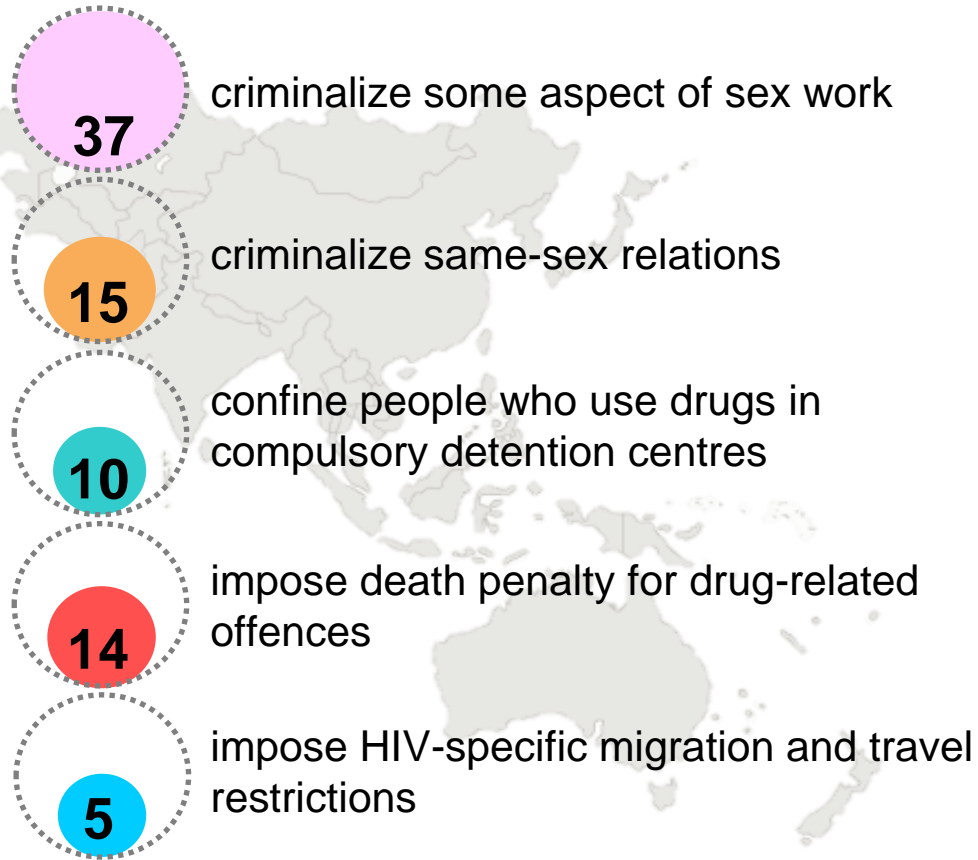 37
criminalize some aspect of sex work
15
criminalize same-sex relations
10
confine people who use drugs in
compulsory detention centres
14
impose death penalty for drug-related
offences
5
impose HIV-specific migration and travel
restrictions